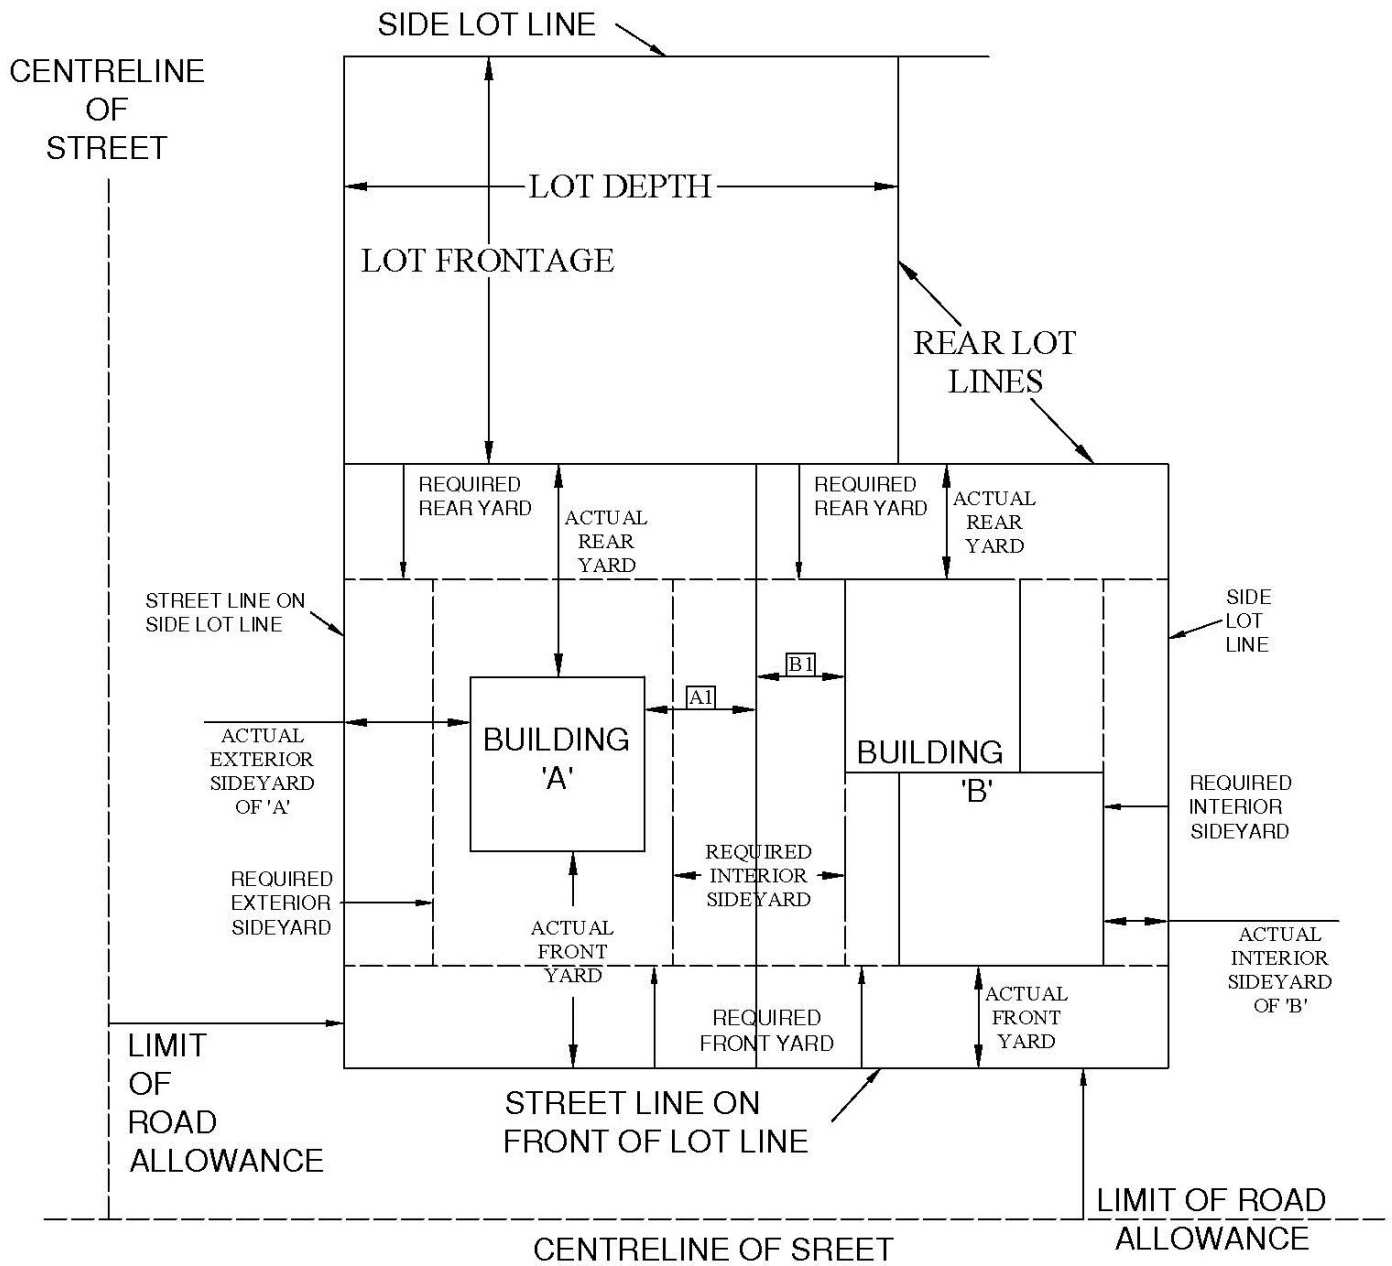 SIDE LOT LINE
CENTRELINE
OF
STREET
LOT DEPTH
LOT FRONTAGE
REAR LOT
LINES
REQUIRED
REAR YARD
ACTUAL
REAR
YARD
REQUIRED
REAR YARD
ACTUAL
REAR
YARD
STREET LINE ON
SIDE LOT LINE
SIDE
LOT
LINE
A1
B1
BUILDING
'A'
BUILDING
'B'
ACTUAL
EXTERIOR
SIDEYARD
OF 'A'
REQUIRED
INTERIOR
SIDEYARD
REQUIRED
INTERIOR
SIDEYARD
REQUIRED
EXTERIOR
SIDEYARD
ACTUAL
FRONT
YARD
ACTUAL
INTERIOR
SIDEYARD
OF 'B'
ACTUAL
FRONT
YARD
REQUIRED
FRONT YARD
LIMIT
OF
ROAD
ALLOWANCE
STREET LINE ON
FRONT OF LOT LINE
LIMIT OF ROAD
ALLOWANCE
CENTRELINE OF SREET